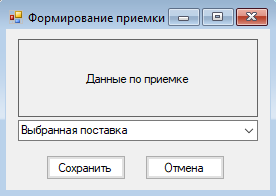 Формирование приемки
Данные по приемке
Выбранная поставка
Сохранить
Отмена